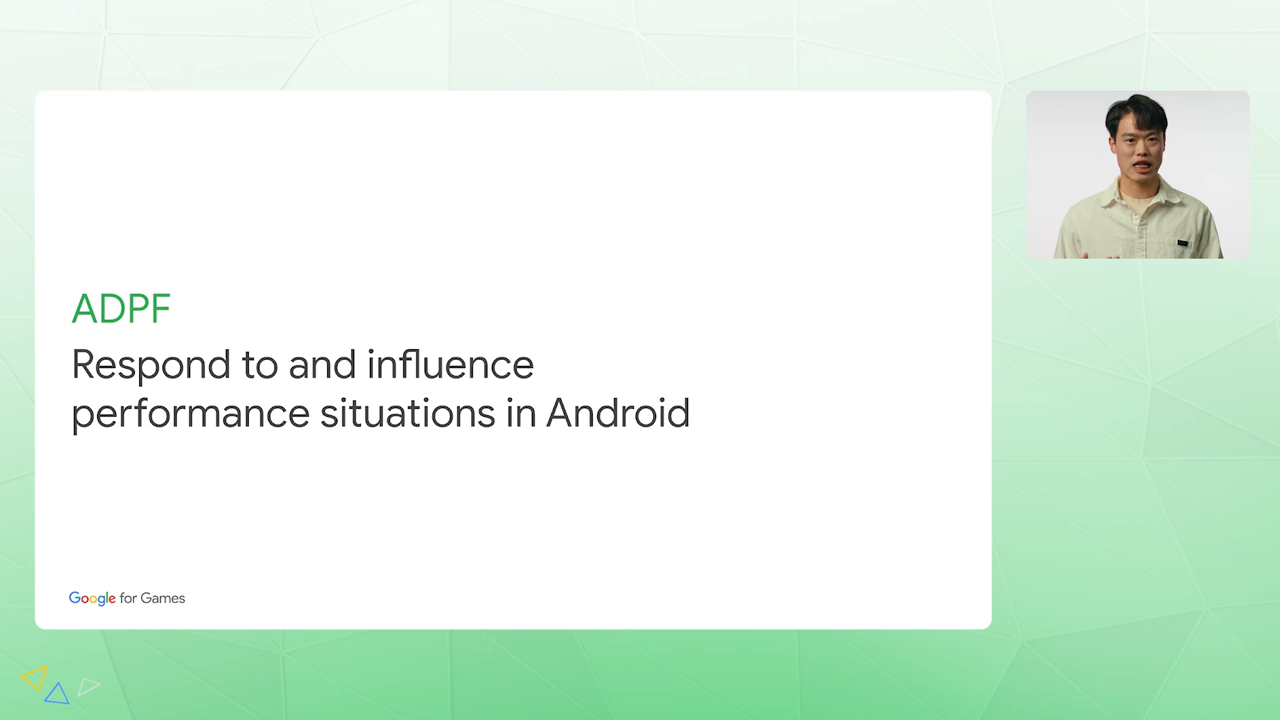 ADPF
Respond to and influence
performance situations in Android
Google for Games